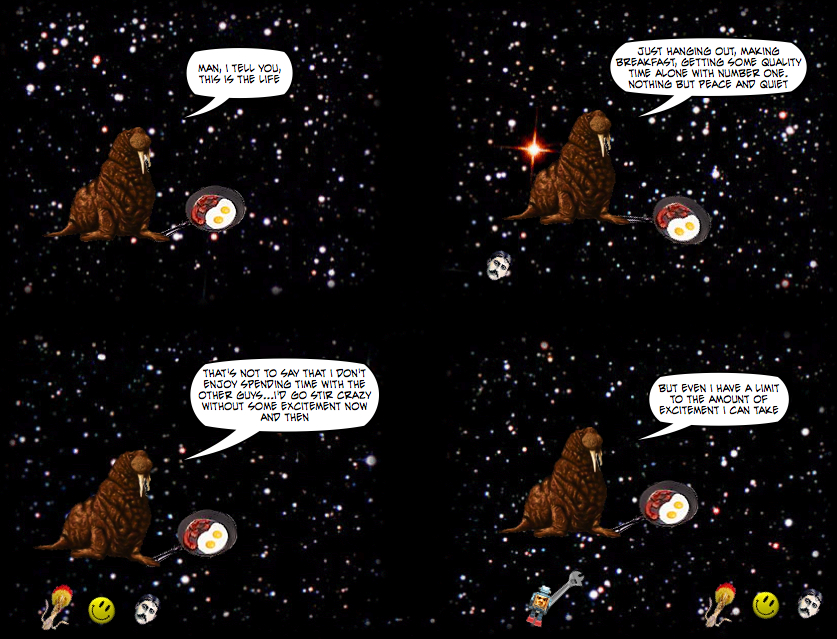 MAN, I TELL YOU,
THIS IS THE LIFE
JUST HANGING OUT, MAKING
BREAKFAST, GETTING SOME QUALITY
TIME ALONE WITH NUMBER ONE.
NOTHING BUT PEACE AND QUIET
THAT'S NOT TO SAY THAT I DON'T
ENJOY SPENDING TIME WITH THE
OTHER GUYS...I'D GO STIR CRAZY
WITHOUT SOME EXCITEMENT NOW
AND THEN
BUT EVEN I HAVE A LIMIT
TO THE AMOUNT OF
EXCITEMENT I CAN TAKE